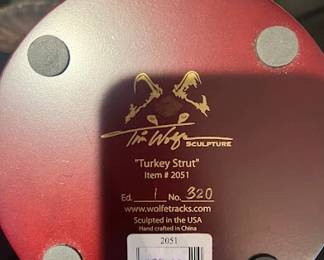 Tim Wolfe SCULPTURE
"Turkey Strut"
Item # 2051
Ed. 1 No. 320
www.wolfetracks.com
Sculpted in the USA
Hand crafted in China
2051